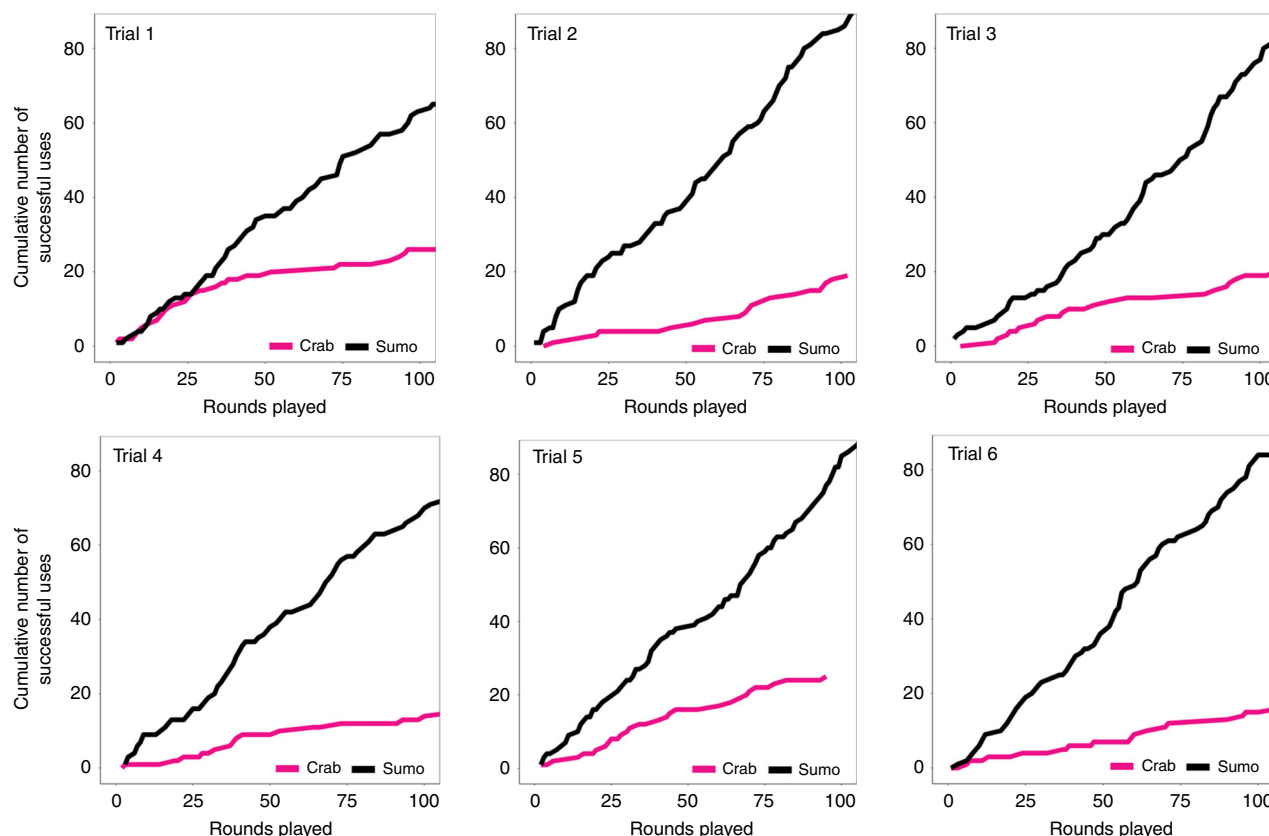 Trial 1
Cumulative number of
successful uses
80
60
40
20
0
Crab Sumo
0 25 50 75 100
Rounds played
Trial 2
80
60
40
20
0
Crab Sumo
0 25 50 75 100
Rounds played
Trial 3
80
60
40
20
0
Crab Sumo
0 25 50 75 100
Rounds played
Trial 4
Cumulative number of
successful uses
80
60
40
20
0
Crab Sumo
0 25 50 75 100
Rounds played
Trial 5
80
60
40
20
0
Crab Sumo
0 25 50 75 100
Rounds played
Trial 6
80
60
40
20
0
Crab Sumo
0 25 50 75 100
Rounds played